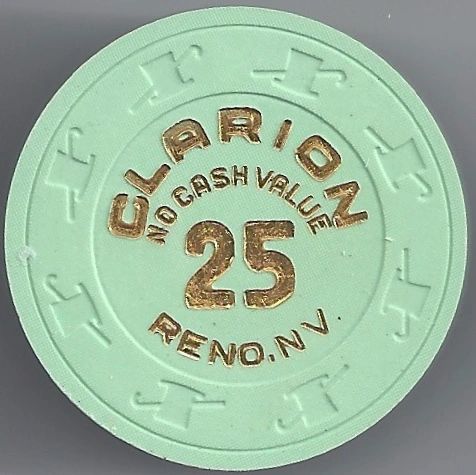 CLARION
NO CASH VALUE
25
RENO, NV.